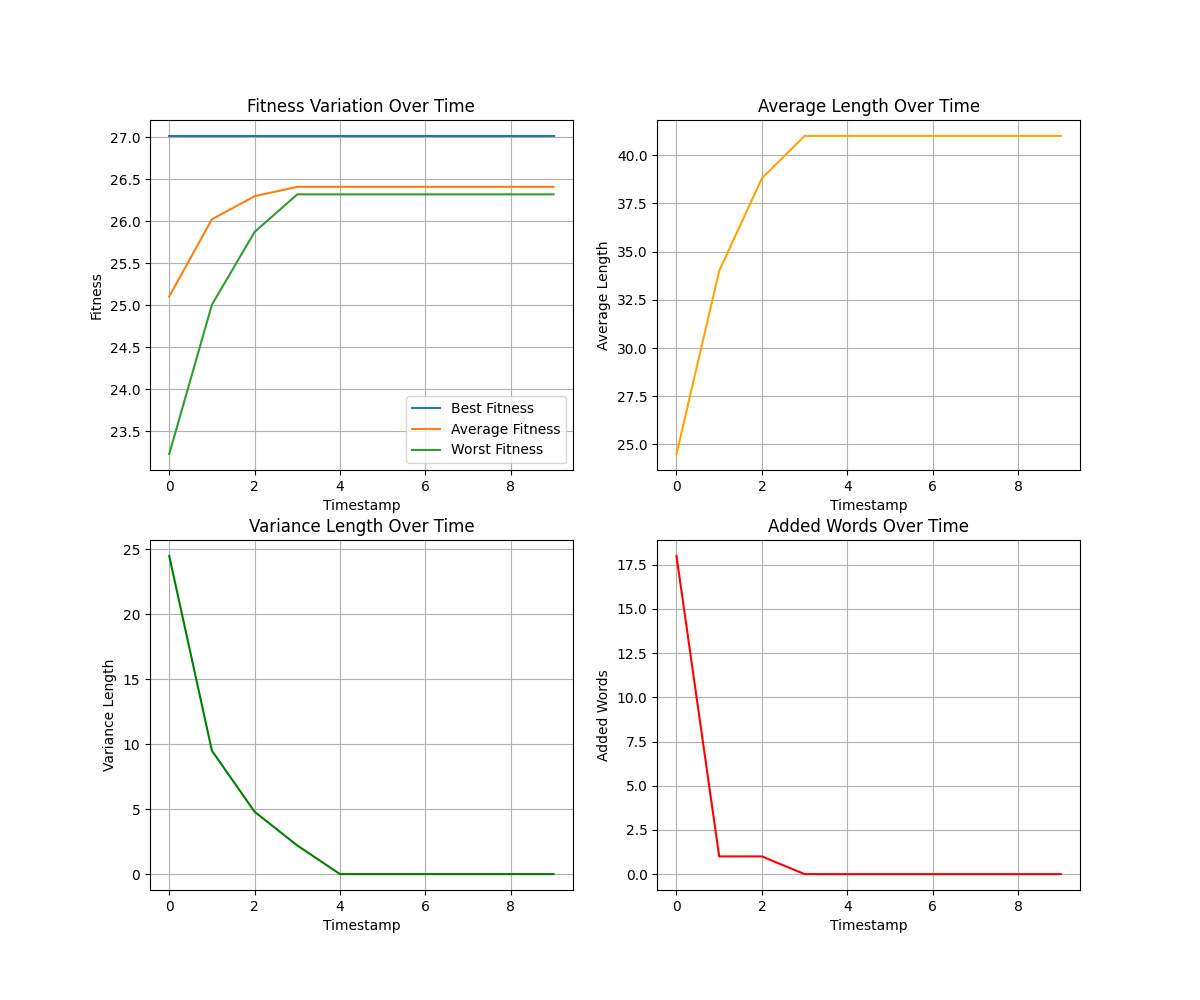 Fitness Variation Over Time
27.0
26.5
26.0
25.5
25.0
24.5
24.0
23.5
Fitness
Best Fitness
Average Fitness
Worst Fitness
0 2 4 6 8
Timestamp
Average Length Over Time
40.0
37.5
35.0
32.5
30.0
27.5
25.0
Average Length
0 2 4 6 8
Timestamp
Variance Length Over Time
25
20
15
10
5
0
Variance Length
0 2 4 6 8
Timestamp
Added Words Over Time
17.5
15.0
12.5
10.0
7.5
5.0
2.5
0.0
Added Words
0 2 4 6 8
Timestamp